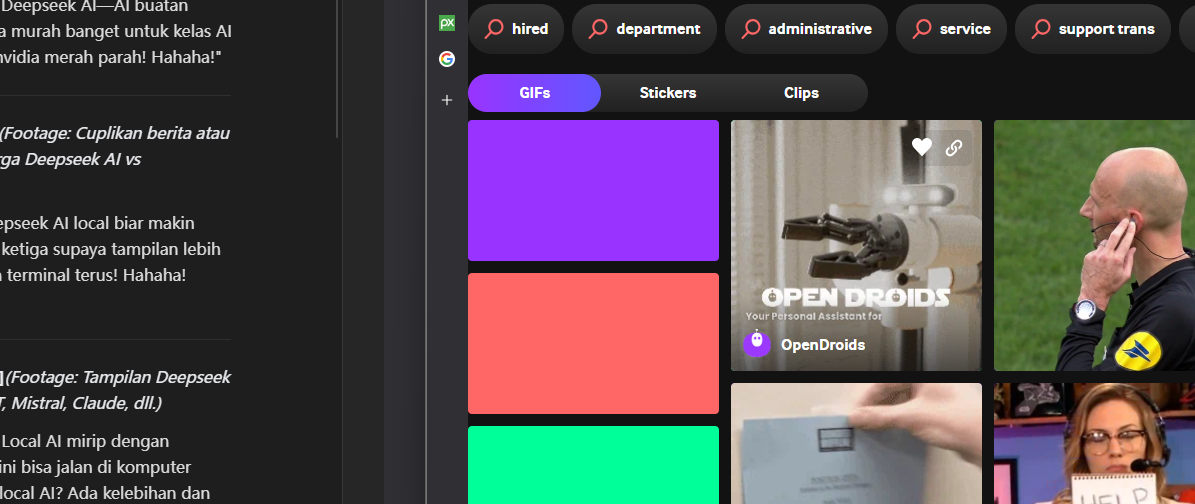 Deepseek AI—AI buatan
a murah banget untuk kelas AI
nvidia merah parah! Hahaha!"
(Footage: Cuplikan berita atau
rga Deepseek AI vs
epseek AI local biar makin
ketiga supaya tampilan lebih
n terminal terus! Hahaha!
](Footage: Tampilan Deepseek
T, Mistral, Claude, dll.)
Local AI mirip dengan
ini bisa jalan di komputer
local AI? Ada kelebihan dan
px
hired
department
administrative
service
support trans
GIFs
Stickers
Clips
OPEN DROIDS
Your Personal Assistant for
OpenDroids
HELP